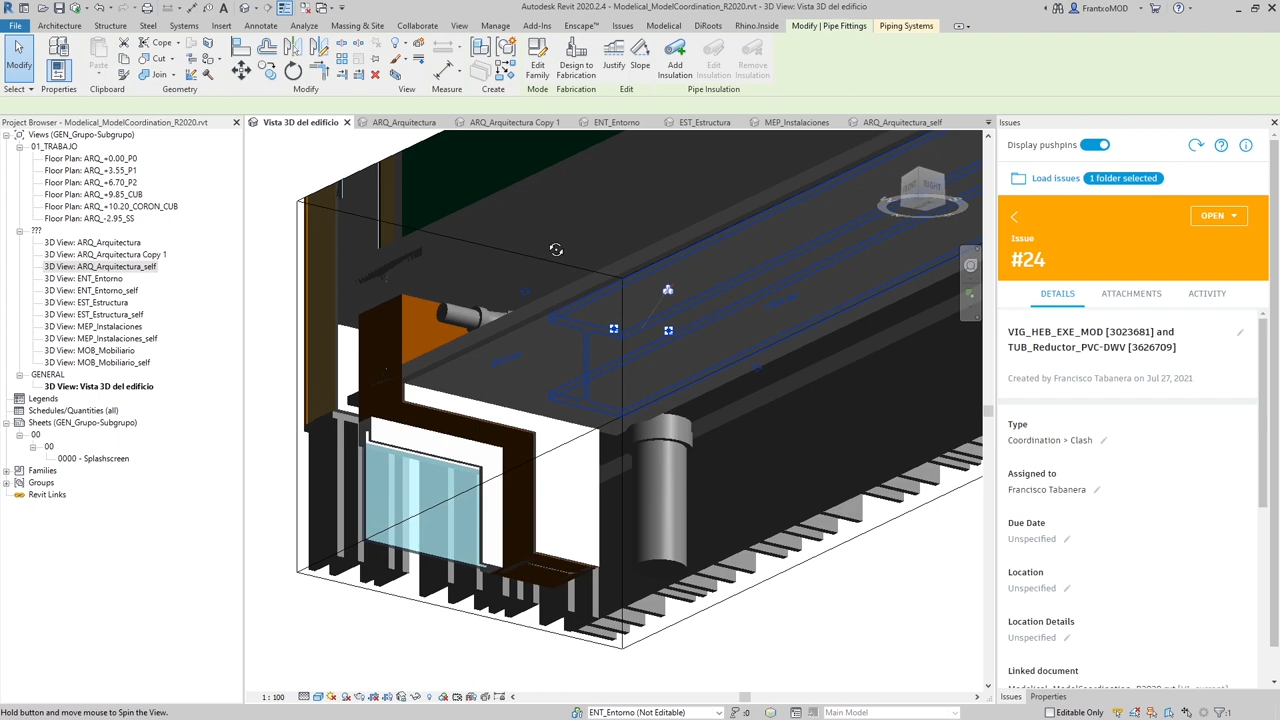 Autodesk Revit 2020.2.4 - Modelical_ModelCoordination_R2020.rvt - 3D View: Vista 3D del edificio
FrantxoMOD
File
Architecture
Structure
Steel
Systems
Insert
Annotate
Analyze
Massing & Site
Collaborate
View
Manage
Add-Ins
Enscape™
Issues
Modelical
DiRoots
Rhino.Inside
Modify | Pipe Fittings
Piping Systems
Modify
Paste
Cope
Cut
Join
Edit
Family
Design to
Fabrication
Justify
Slope
Add
Insulation
Edit
Insulation
Remove
Insulation
Select
Properties
Clipboard
Geometry
Modify
View
Measure
Create
Mode
Fabrication
Edit
Pipe Insulation
Project Browser - Modelical_ModelCoordination_R2020.rvt
Views (GEN_Grupo-Subgrupo)
01_TRABAJO
Floor Plan: ARQ_+0.00_P0
Floor Plan: ARQ_+3.55_P1
Floor Plan: ARQ_+6.70_P2
Floor Plan: ARQ_+9.85_CUB
Floor Plan: ARQ_+10.20_CORON_CUB
Floor Plan: ARQ_-2.95_SS
???
3D View: ARQ_Arquitectura
3D View: ARQ_Arquitectura Copy 1
3D View: ARQ_Arquitectura_self
3D View: ENT_Entorno
3D View: ENT_Entorno_self
3D View: EST_Estructura
3D View: EST_Estructura_self
3D View: MEP_Instalaciones
3D View: MEP_Instalaciones_self
3D View: MOB_Mobiliario
3D View: MOB_Mobiliario_self
GENERAL
3D View: Vista 3D del edificio
Legends
Schedules/Quantities (all)
Sheets (GEN_Grupo-Subgrupo)
00
00
0000 - Splashscreen
Families
Groups
Revit Links
Vista 3D del edificio
ARQ_Arquitectura
ARQ_Arquitectura Copy 1
ENT_Entorno
EST_Estructura
MEP_Instalaciones
ARQ_Arquitectura_self
RIGHT
Issues
Display pushpins
Load issues
1 folder selected
OPEN
Issue
#24
DETAILS
ATTACHMENTS
ACTIVITY
VIG_HEB_EXE_MOD [3023681] and
TUB_Reductor_PVC-DWV [3626709]
Created by Francisco Tabanera on Jul 27, 2021
Type
Coordination > Clash
Assigned to
Francisco Tabanera
Due Date
Unspecified
Location
Unspecified
Location Details
Unspecified
Linked document
Issues
Properties
1 : 100
Hold button and move mouse to Spin the View.
ENT_Entorno (Not Editable)
:0
Main Model
Editable Only
:1